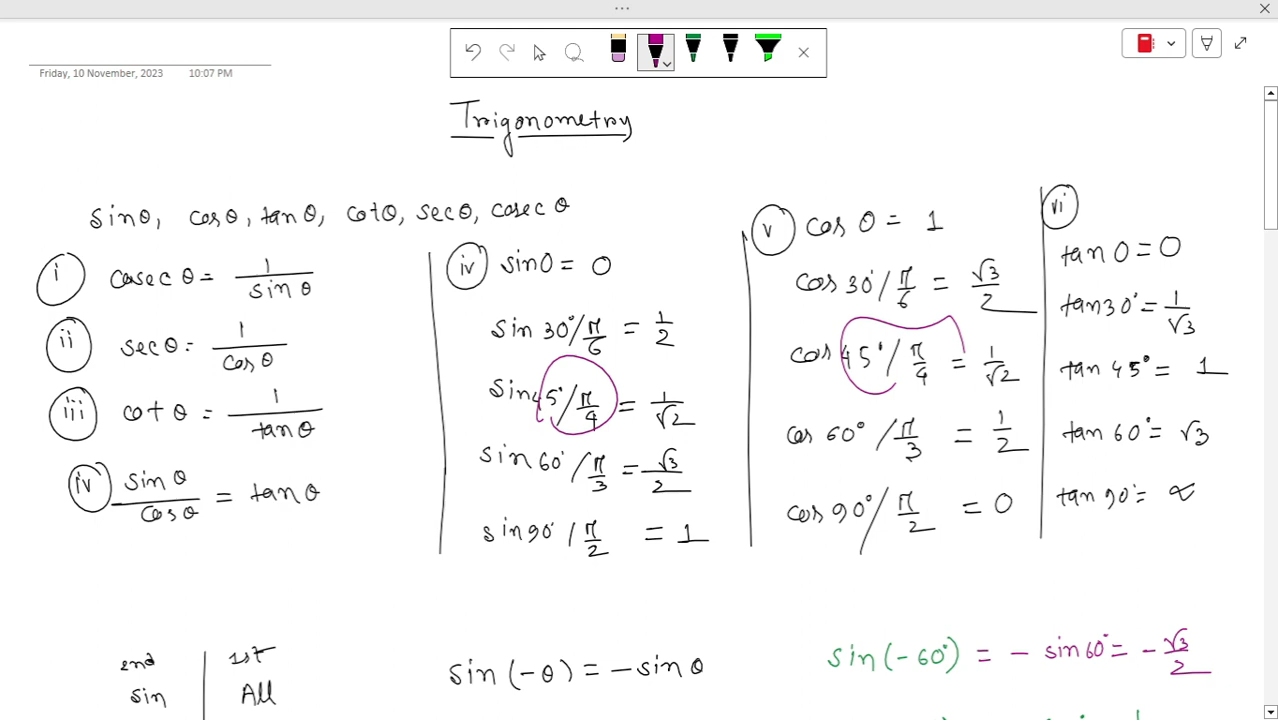 Friday, 10 November, 2023 10:07 PM
Trigonometry
sinθ, cosθ, tanθ, cotθ, secθ, cosec θ
i cosec θ = 1/sin θ
ii sec θ = 1/cos θ
iii cot θ = 1/tan θ
iv sin θ/cos θ = tan θ
iv sin 0 = 0
sin 30°/π/6 = 1/2
sin 45°/π/4 = 1/√2
sin 60°/π/3 = √3/2
sin 90°/π/2 = 1
v cos 0 = 1
cos 30°/π/6 = √3/2
cos 45°/π/4 = 1/√2
cos 60°/π/3 = 1/2
cos 90°/π/2 = 0
vi
tan 0 = 0
tan 30° = 1/√3
tan 45° = 1
tan 60° = √3
tan 90° = ∞
1st
sin All
sin(-θ) = -sin θ
sin(-60°) = - sin 60° = - √3/2